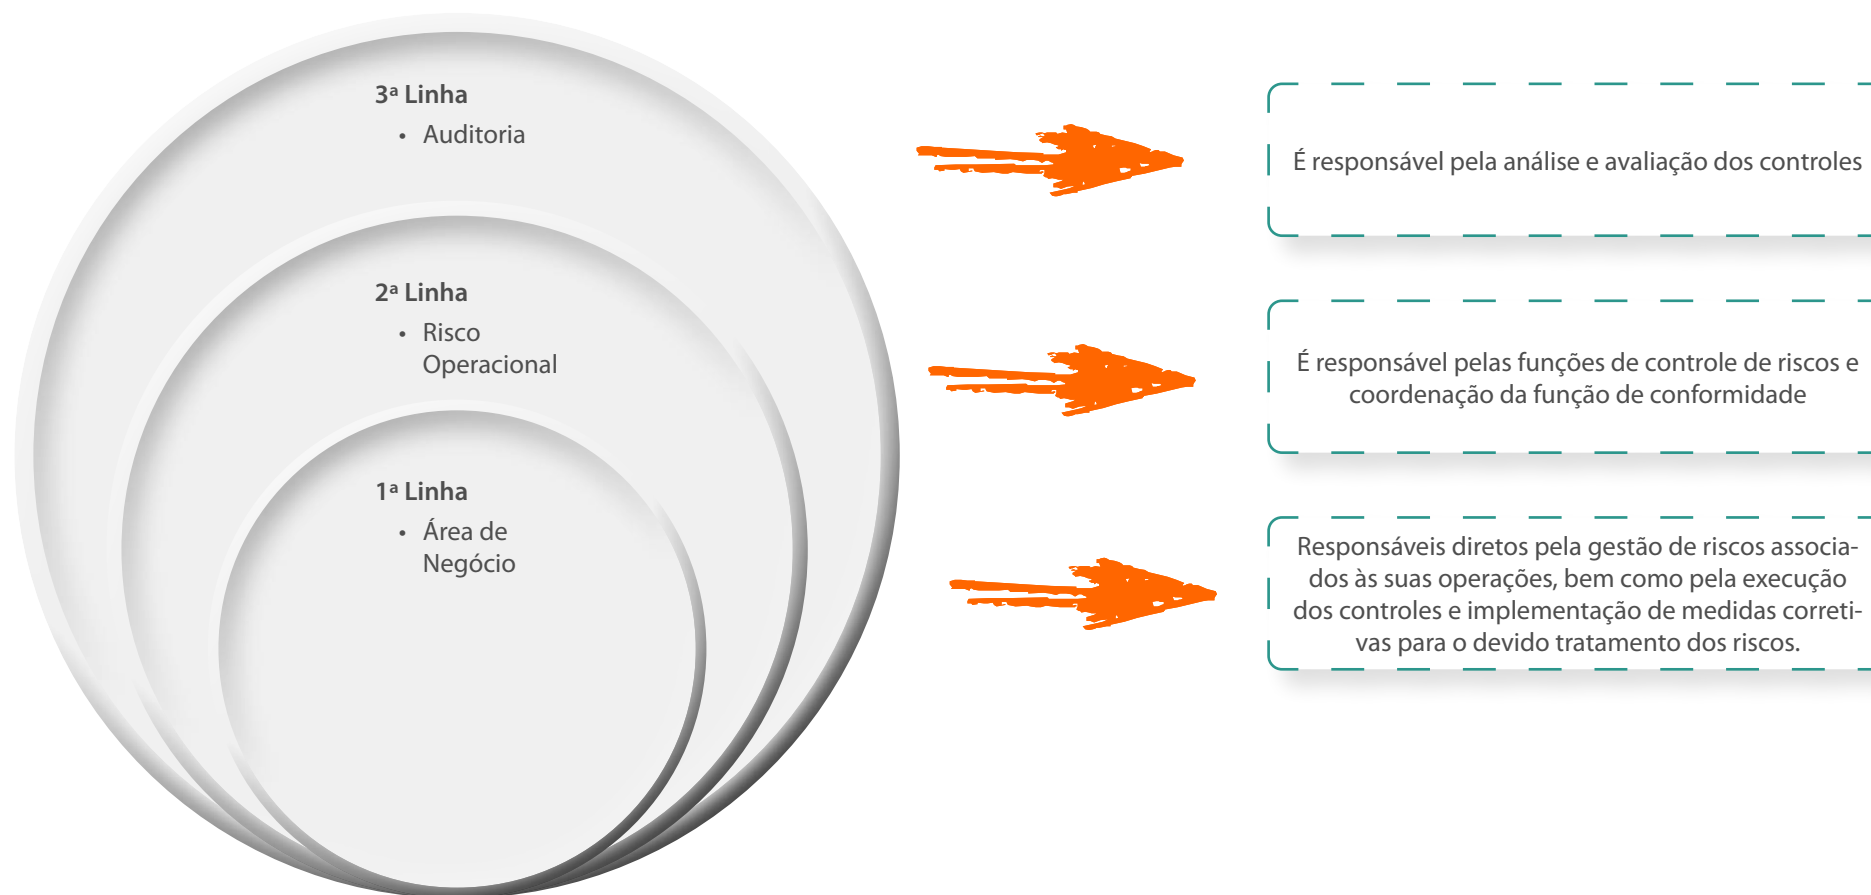 3ª Linha
• Auditoria
É responsável pela análise e avaliação dos controles
2ª Linha
• Risco
Operacional
É responsável pelas funções de controle de riscos e
coordenação da função de conformidade
1ª Linha
• Área de
Negócio
Responsáveis diretos pela gestão de riscos associa-
dos às suas operações, bem como pela execução
dos controles e implementação de medidas correti-
vas para o devido tratamento dos riscos.